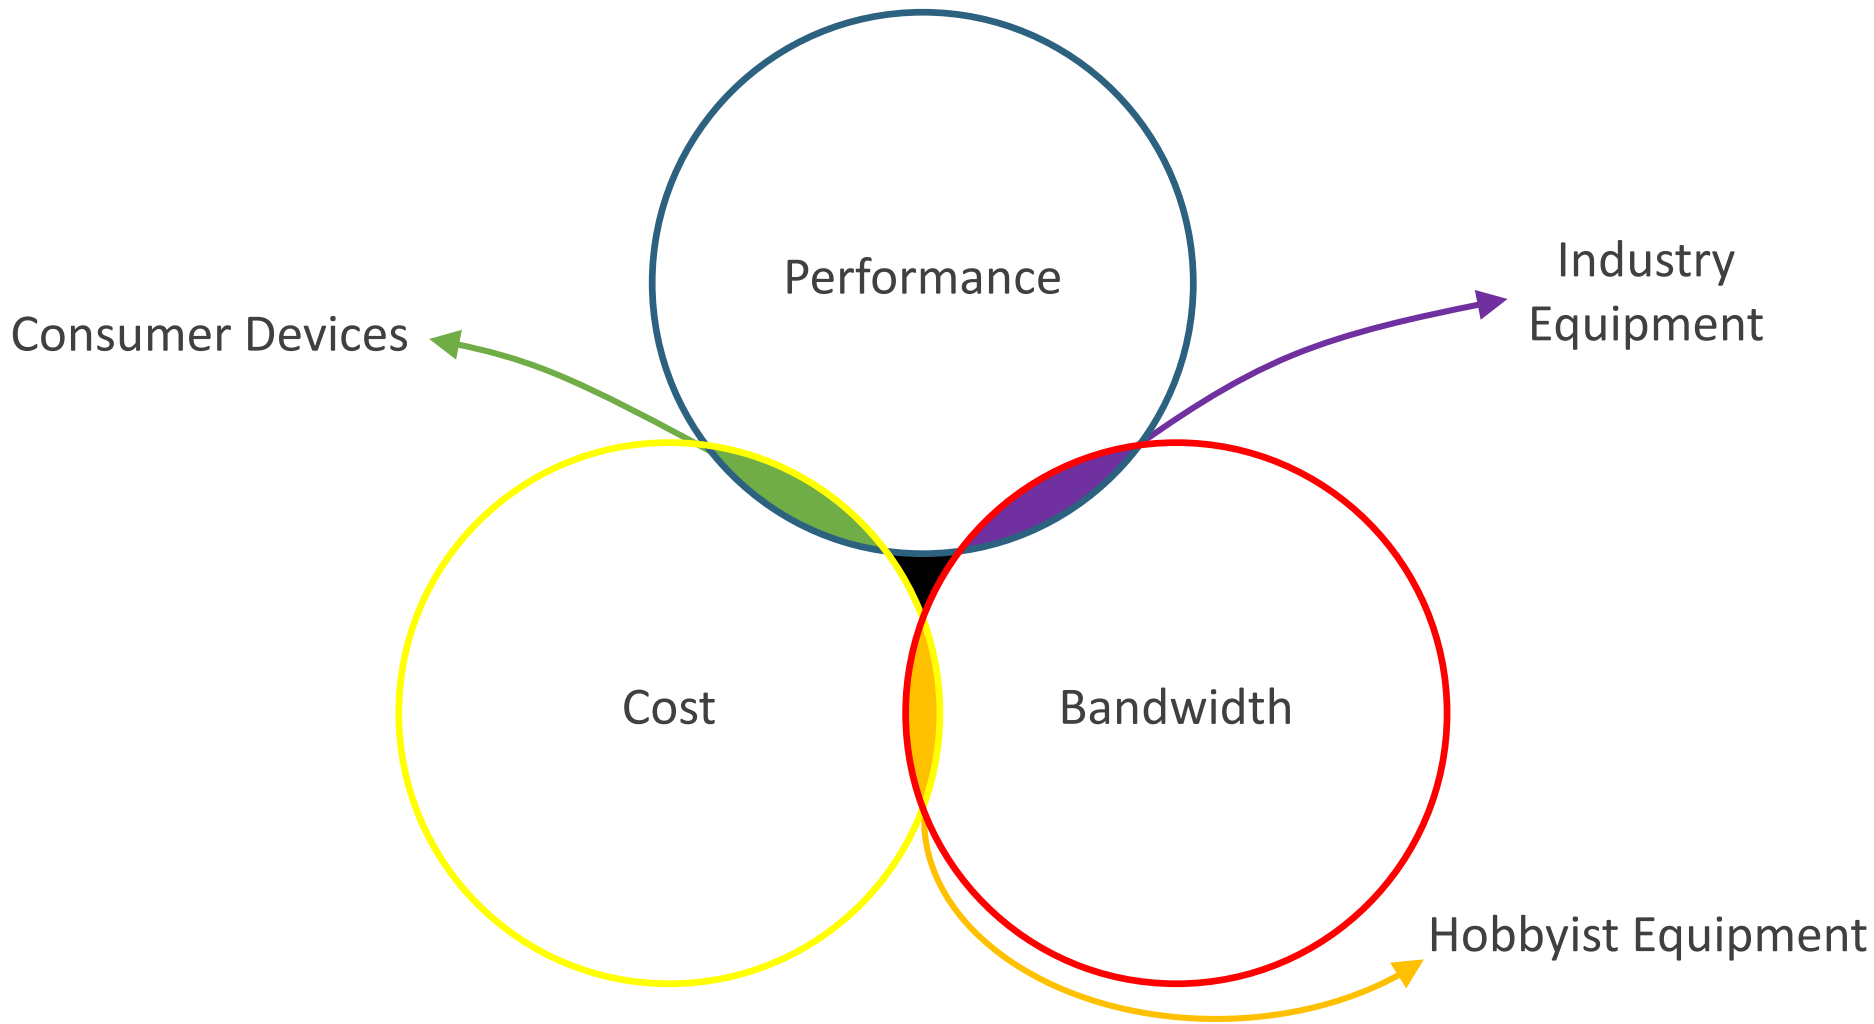 Performance
Industry
Equipment
Consumer Devices
Cost
Bandwidth
Hobbyist Equipment